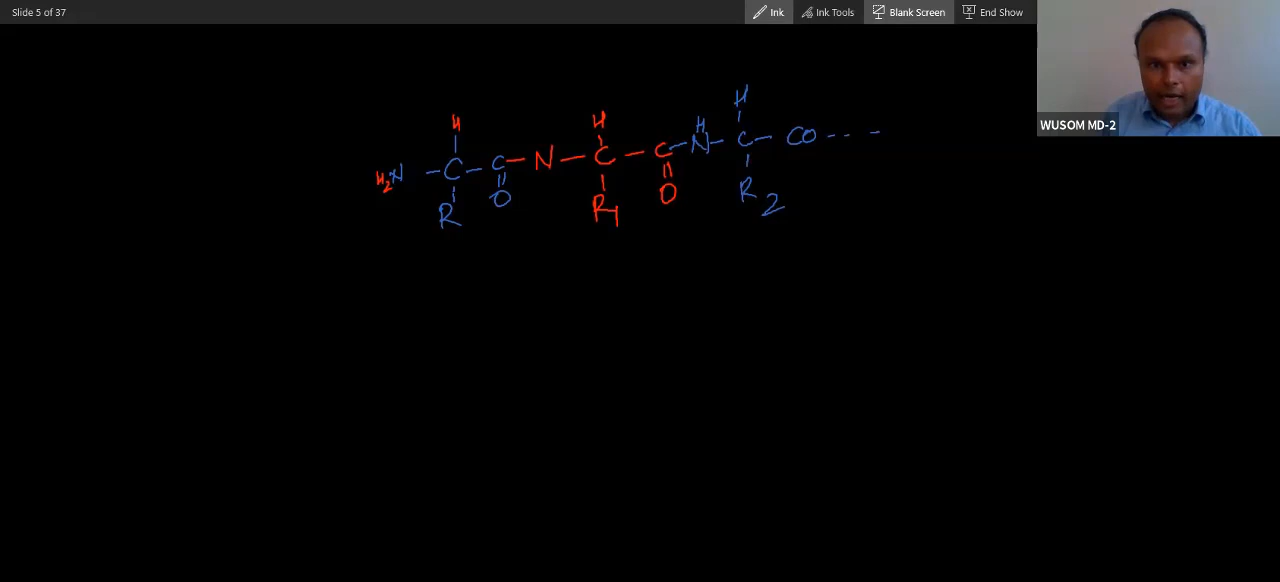 Slide 5 of 37
Ink
Ink Tools
Blank Screen
End Show
WUSOM MD-2
H H H H
H2N - C - C - N - C - C - N - C - CO ---
R O R1 O R2